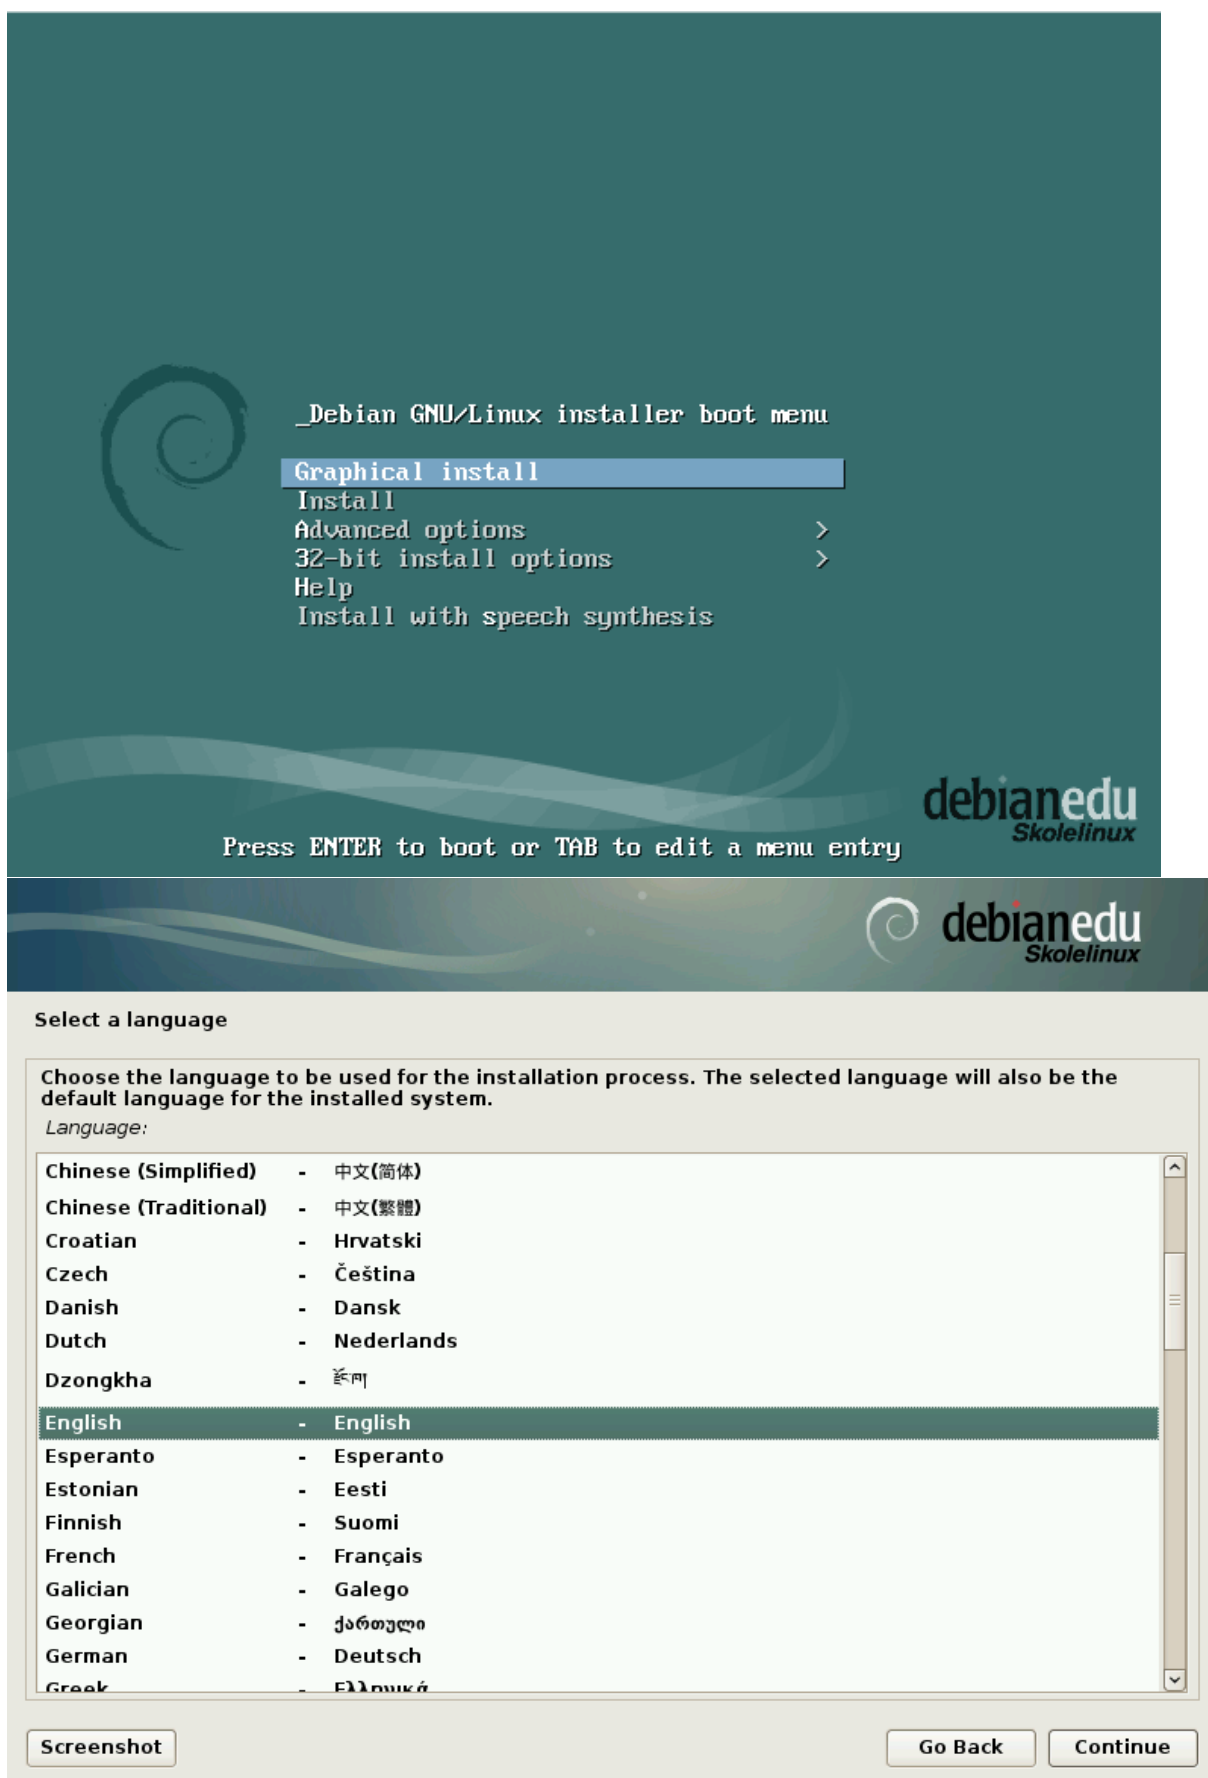 _Debian GNU/Linux installer boot menu
Graphical install
Install
Advanced options >
32-bit install options >
Help
Install with speech synthesis
debianedu
Skolelinux
Press ENTER to boot or TAB to edit a menu entry
debianedu
Skolelinux
Select a language
Choose the language to be used for the installation process. The selected language will also be the
default language for the installed system.
Language:
Chinese (Simplified) - 中文(简体)
Chinese (Traditional) - 中文(繁體)
Croatian - Hrvatski
Czech - Čeština
Danish - Dansk
Dutch - Nederlands
Dzongkha - རྫོང་ཁ།
English - English
Esperanto - Esperanto
Estonian - Eesti
Finnish - Suomi
French - Français
Galician - Galego
Georgian - ქართული
German - Deutsch
Greek - Ελληνικά
Screenshot Go Back Continue